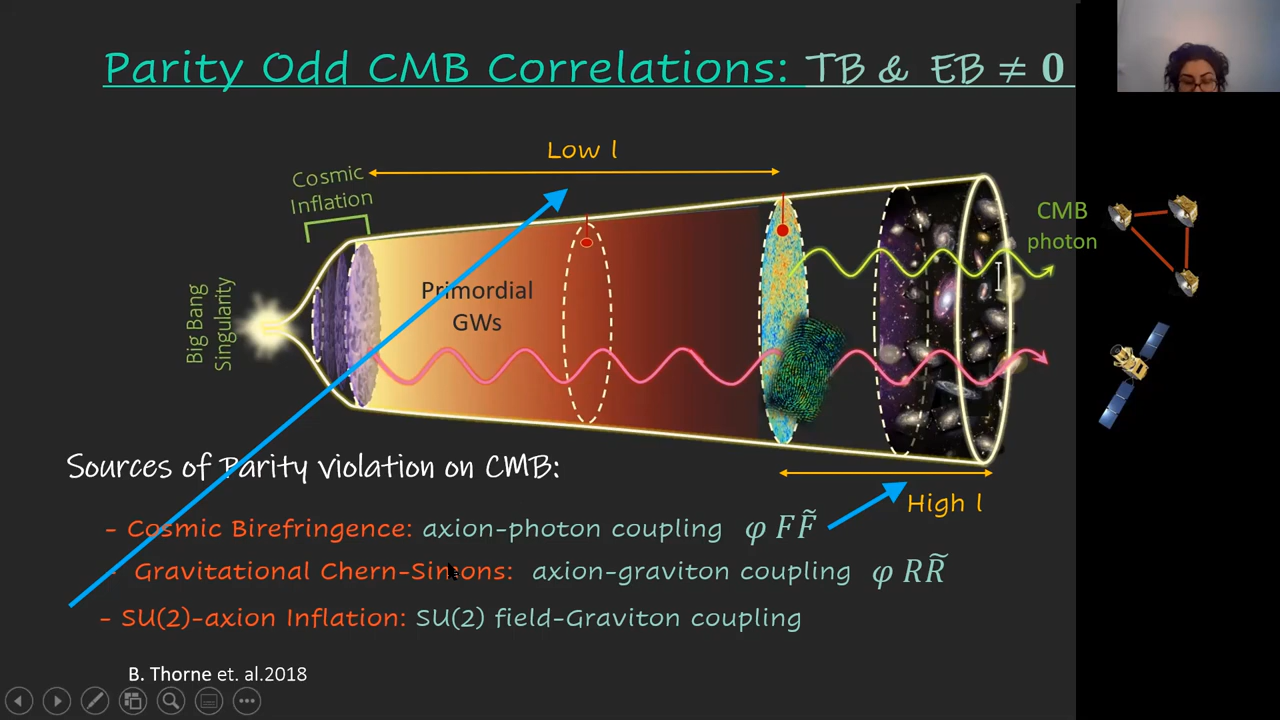 Parity Odd CMB Correlations: TB & EB ≠ 0
Low l
Cosmic
Inflation
CMB
photon
Big Bang
Singularity
Primordial
GWs
Sources of Parity violation on CMB:
High l
- Cosmic Birefringence: axion-photon coupling φ FF̃
- Gravitational Chern-Simons: axion-graviton coupling φ RR̃
- SU(2)-axion Inflation: SU(2) field-Graviton coupling
B. Thorne et. al.2018